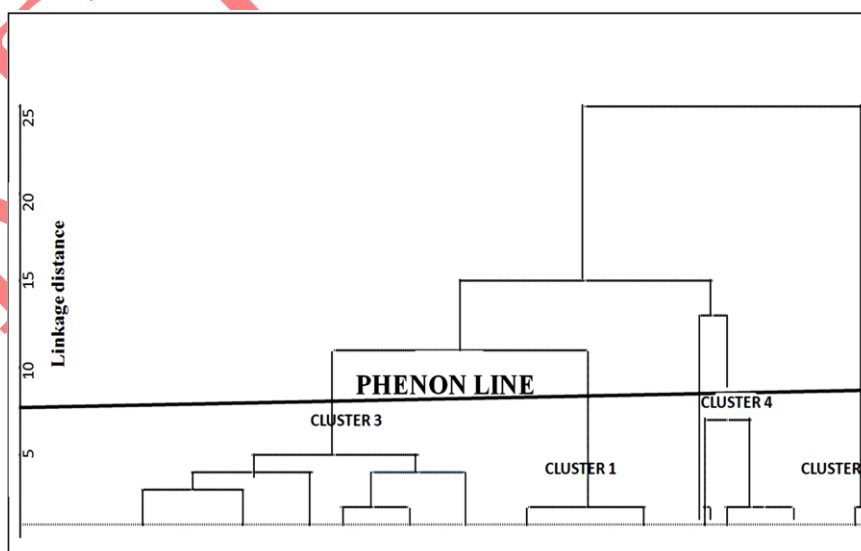 25
20
15
10
5
Linkage distance
PHENON LINE
CLUSTER 3
CLUSTER 4
CLUSTER 1
CLUSTER